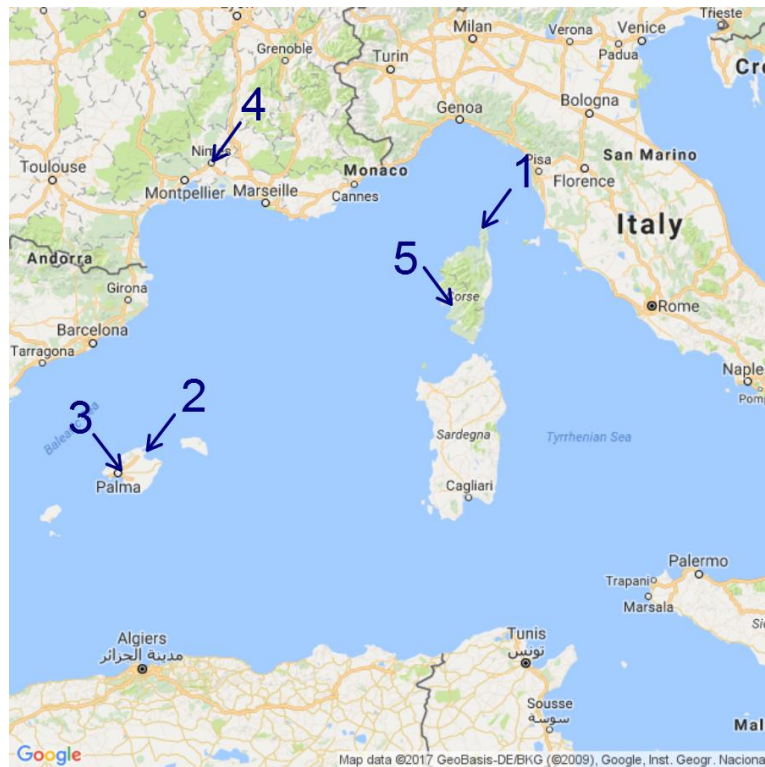 Trieste
Grenoble
Milan
Verona
Venice
Padua
Turin
Cro
Bologna
Genoa
4
Nimes
Toulouse
Montpellier
Marseille
Monaco
Cannes
Pisa
1
San Marino
Florence
Italy
Andorra
5
Girona
Corse
Rome
Barcelona
Tarragona
Naple
Pom
3
2
Balearic Sea
Sardegna
Tyrrhenian Sea
Palma
Cagliari
Palermo
Trapani
Marsala
Algiers
مدينة الجزائر
Tunis
تونس
Sousse
سوسة
Mal
Google
Map data ©2017 GeoBasis-DE/BKG (©2009), Google, Inst. Geogr. Naciona